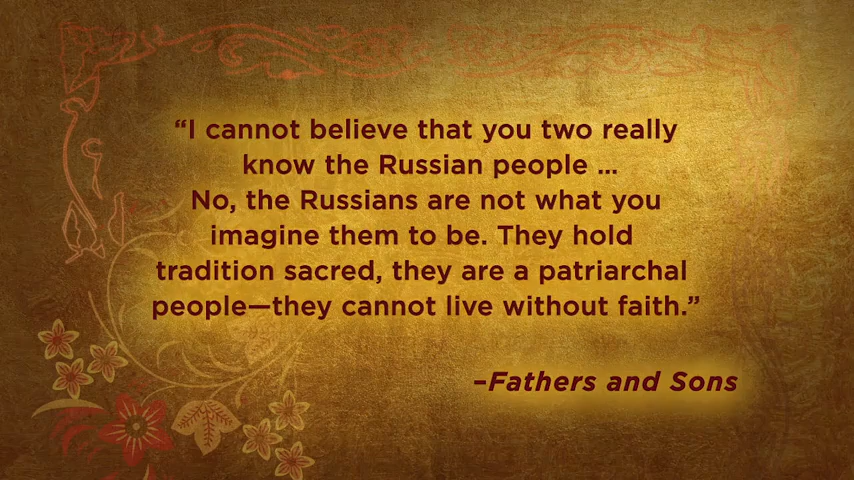 “I cannot believe that you two really
know the Russian people ...
No, the Russians are not what you
imagine them to be. They hold
tradition sacred, they are a patriarchal
people—they cannot live without faith.”
–Fathers and Sons